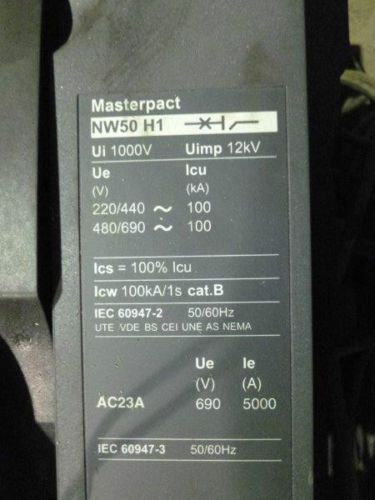 Masterpact
NW50 H1
Ui 1000V Uimp 12kV
Ue Icu
(V) (kA)
220/440 ~ 100
480/690 ~ 100
Ics = 100% Icu
Icw 100kA/1s cat.B
IEC 60947-2 50/60Hz
UTE VDE BS CEI UNE AS NEMA
Ue Ie
(V) (A)
AC23A 690 5000
IEC 60947-3 50/60Hz